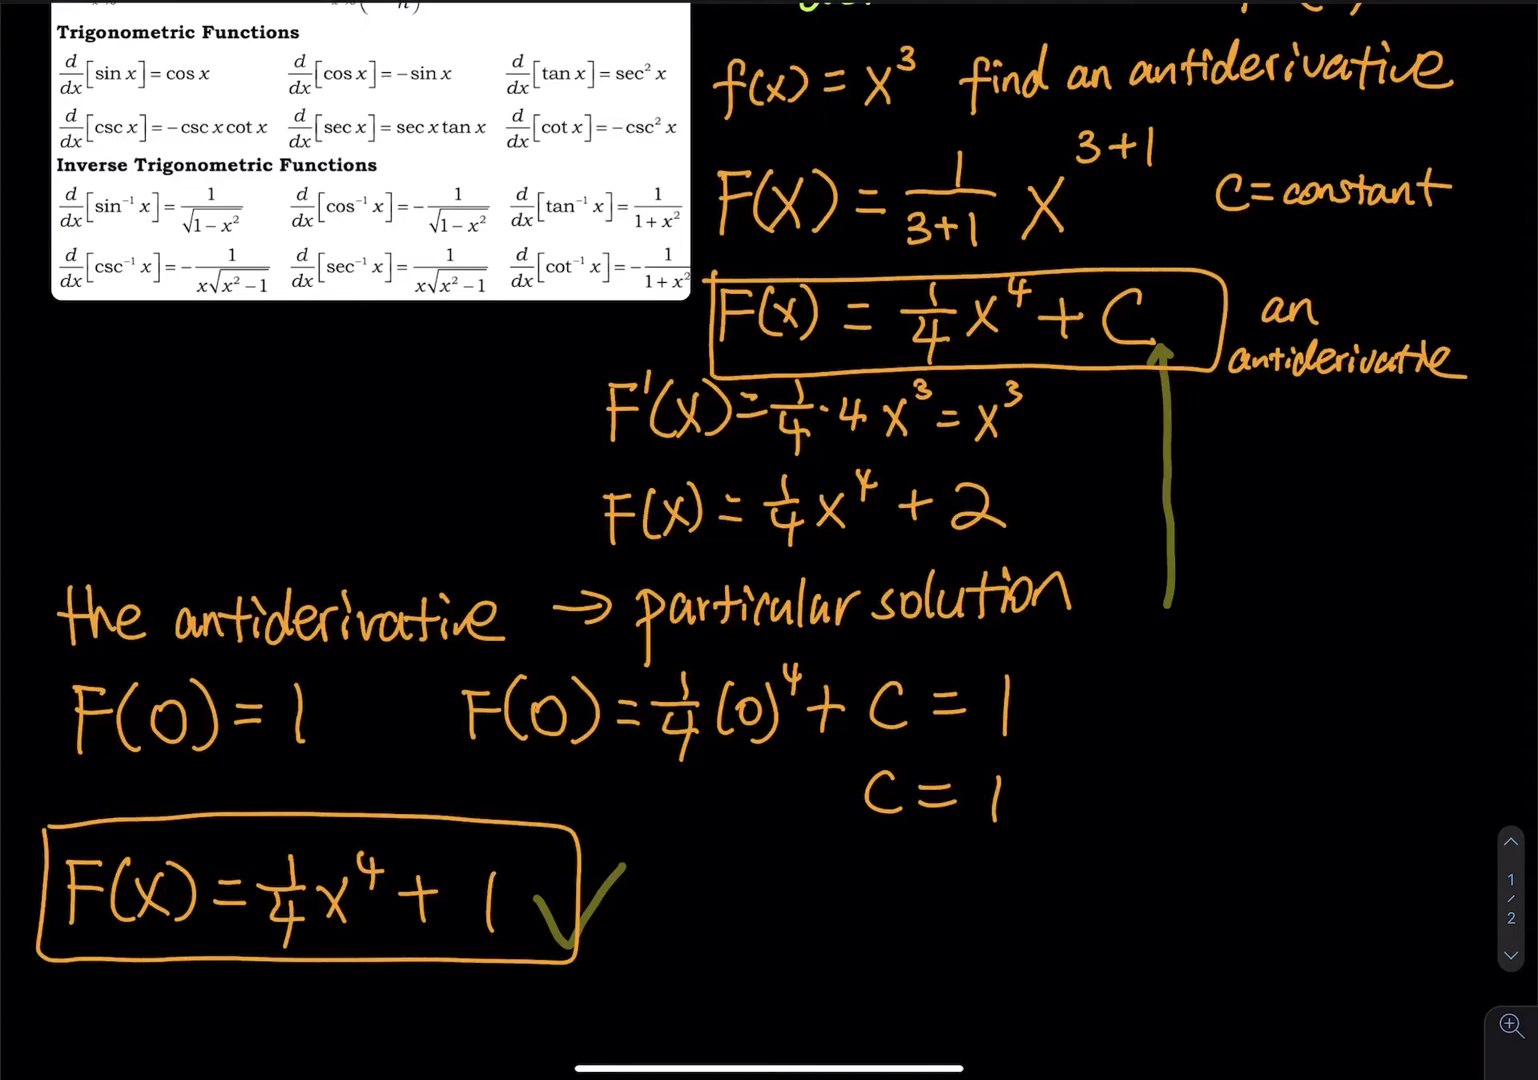 Trigonometric Functions
d/dx [sin x] = cos x    d/dx [cos x] = − sin x    d/dx [tan x] = sec² x
d/dx [csc x] = − csc x cot x    d/dx [sec x] = sec x tan x    d/dx [cot x] = − csc² x
Inverse Trigonometric Functions
d/dx [sin⁻¹ x] = 1/√(1 − x²)    d/dx [cos⁻¹ x] = − 1/√(1 − x²)    d/dx [tan⁻¹ x] = 1/(1 + x²)
d/dx [csc⁻¹ x] = − 1/(x√(x² − 1))    d/dx [sec⁻¹ x] = 1/(x√(x² − 1))    d/dx [cot⁻¹ x] = − 1/(1 + x²)
f(x) = x³ find an antiderivative
F(x) = 1/(3+1) x^(3+1)    C = constant
F(x) = 1/4 x⁴ + C    an
antiderivative
F'(x) = 1/4 · 4 x³ = x³
F(x) = 1/4 x⁴ + 2
the antiderivative → particular solution
F(0) = 1    F(0) = 1/4 (0)⁴ + C = 1
C = 1
F(x) = 1/4 x⁴ + 1
1
/
2